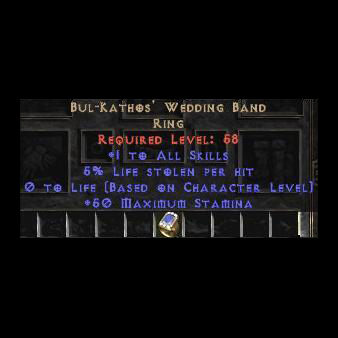 Bul-Kathos' Wedding Band
Ring
Required Level: 58
+1 to All Skills
5% Life stolen per hit
0 to Life (Based on Character Level)
+50 Maximum Stamina